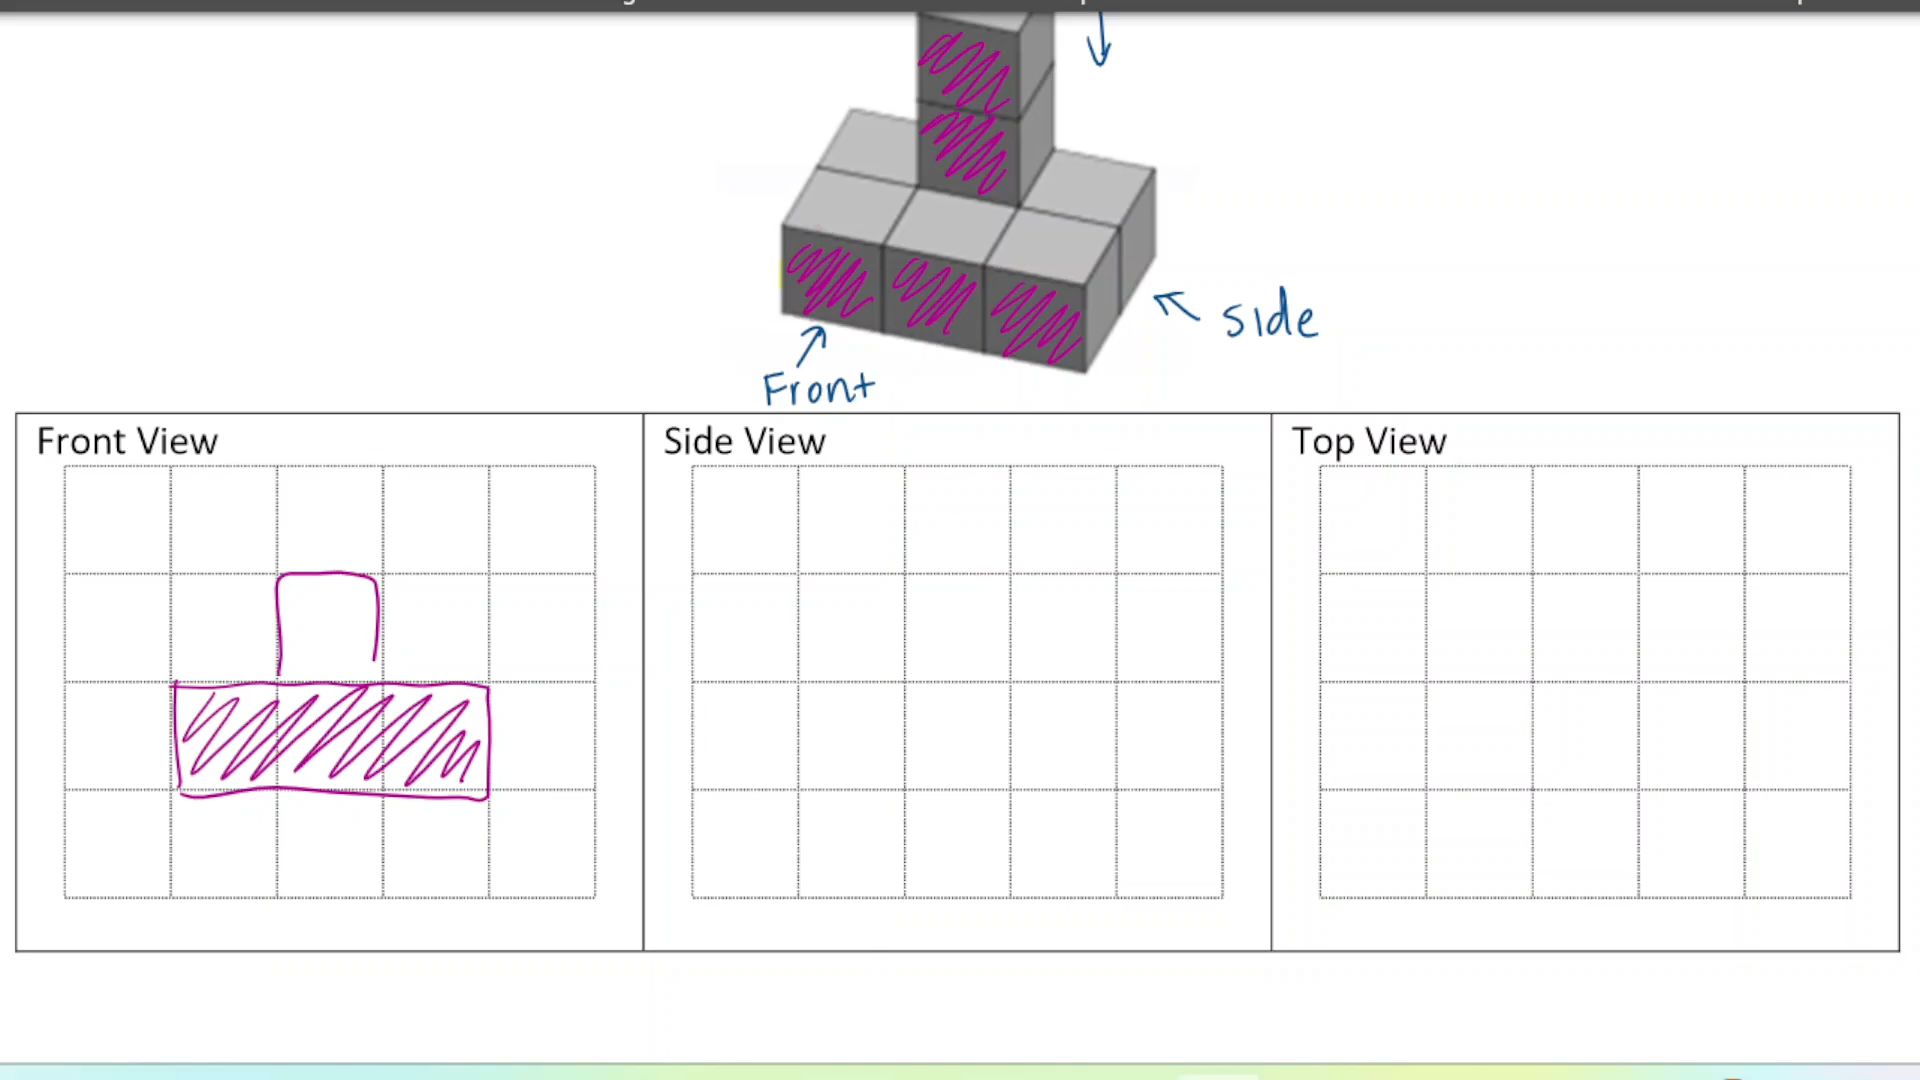 side
Front
Front View
Side View
Top View